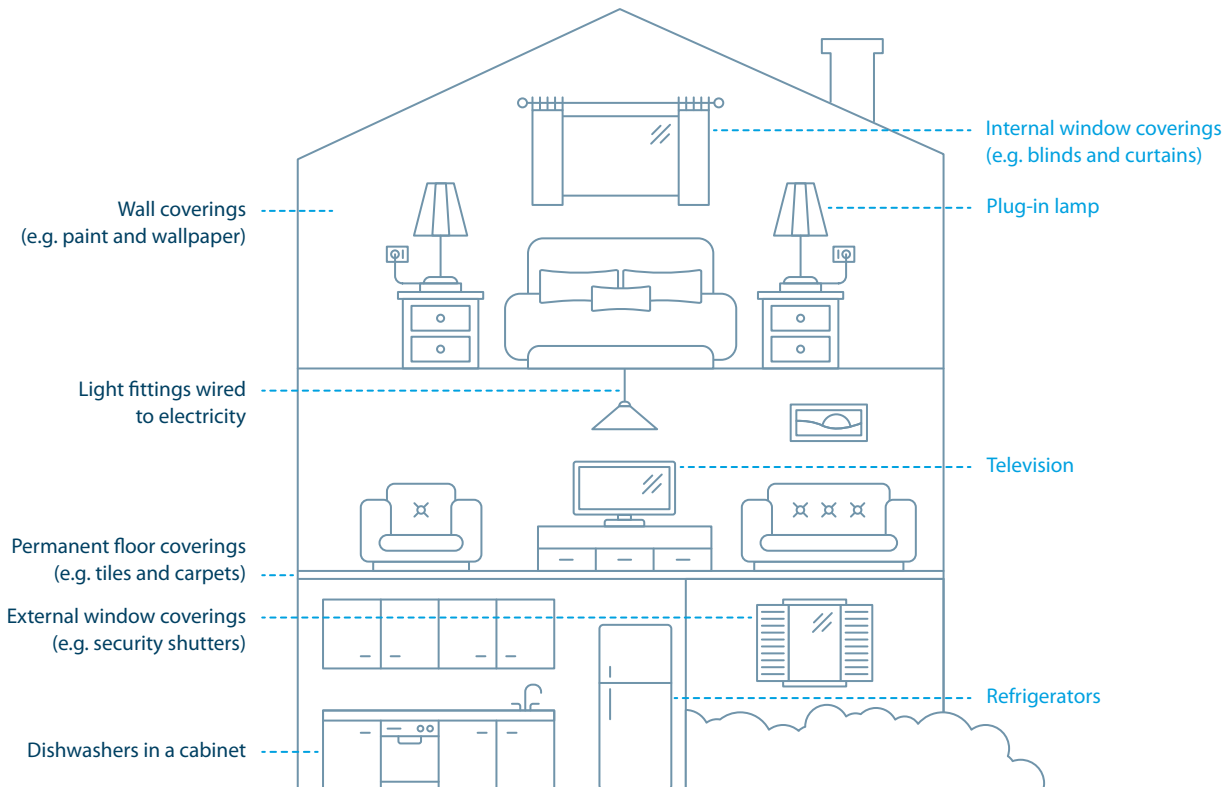 Wall coverings
(e.g. paint and wallpaper)
Light fittings wired
to electricity
Permanent floor coverings
(e.g. tiles and carpets)
External window coverings
(e.g. security shutters)
Dishwashers in a cabinet
Internal window coverings
(e.g. blinds and curtains)
Plug-in lamp
Television
Refrigerators